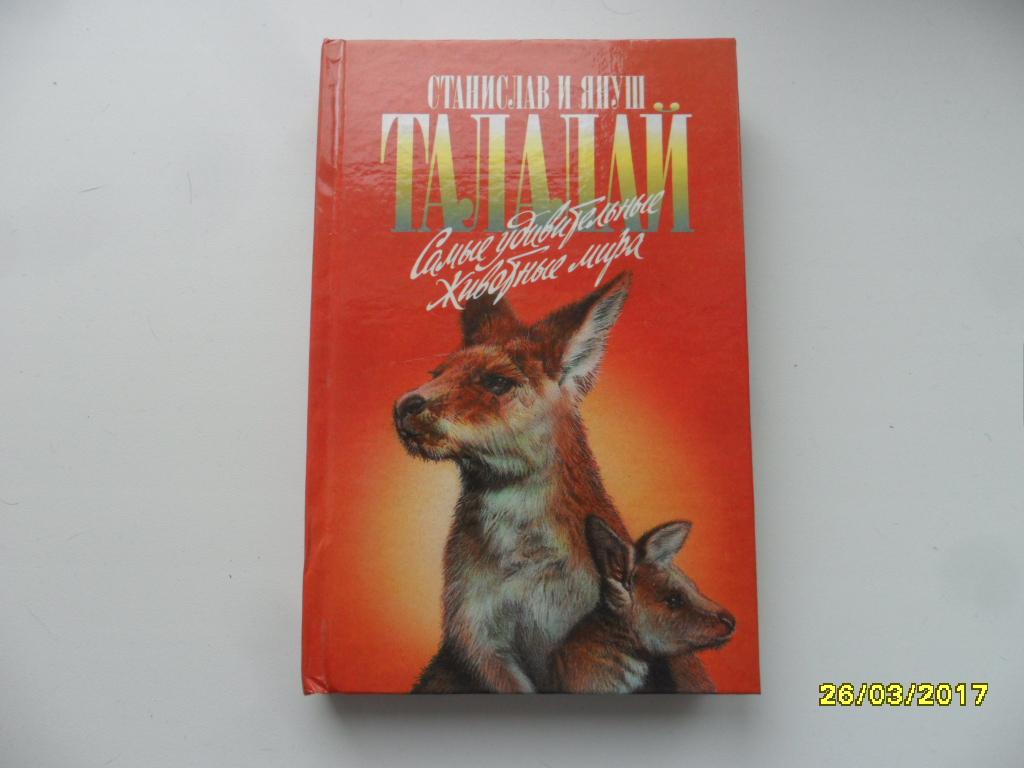 СТАНИСЛАВ И ЯНУШ
ТАЛАЛАЙ
Самые удивительные
животные мира
26/03/2017